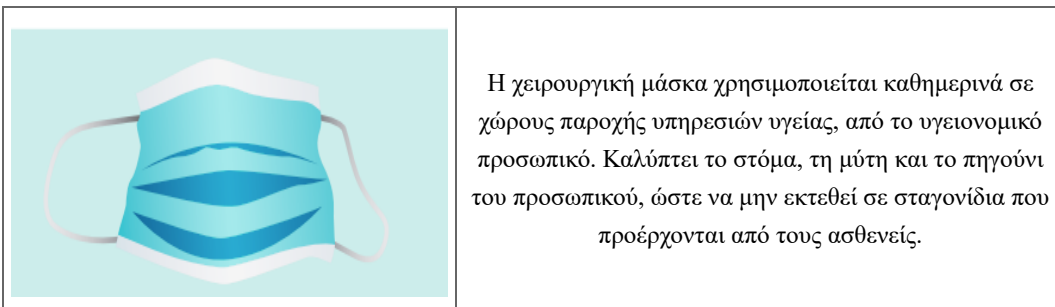 Η χειρουργική μάσκα χρησιμοποιείται καθημερινά σε
χώρους παροχής υπηρεσιών υγείας, από το υγειονομικό
προσωπικό. Καλύπτει το στόμα, τη μύτη και το πηγούνι
του προσωπικού, ώστε να μην εκτεθεί σε σταγονίδια που
προέρχονται από τους ασθενείς.